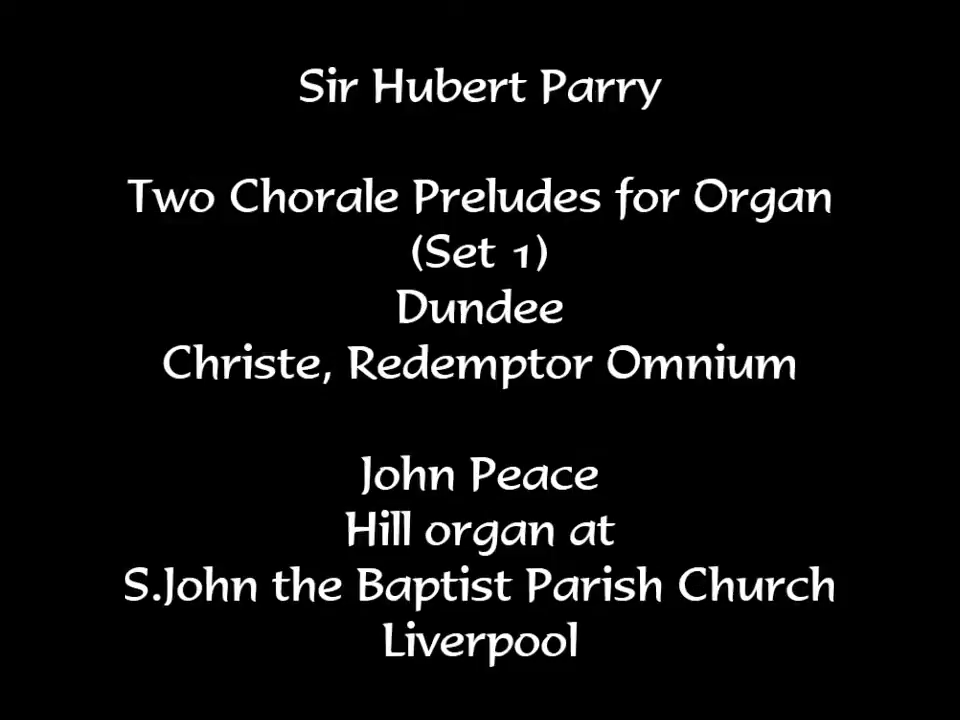 Sir Hubert Parry
Two Chorale Preludes for Organ
(Set 1)
Dundee
Christe, Redemptor Omnium
John Peace
Hill organ at
S.John the Baptist Parish Church
Liverpool